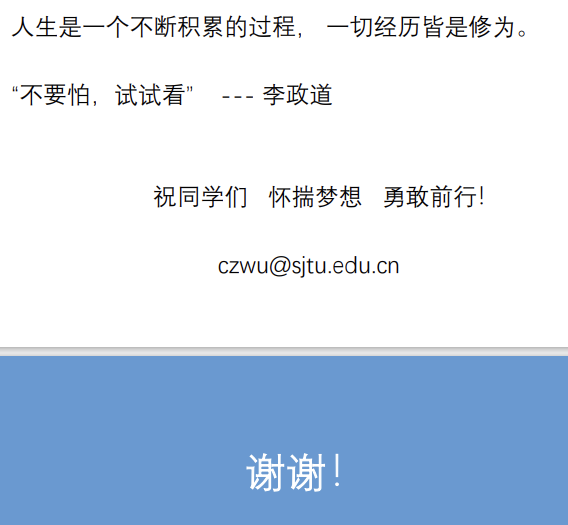 人生是一个不断积累的过程， 一切经历皆是修为。
“不要怕，试试看” --- 李政道
祝同学们 怀揣梦想 勇敢前行！
czwu@sjtu.edu.cn
谢谢！